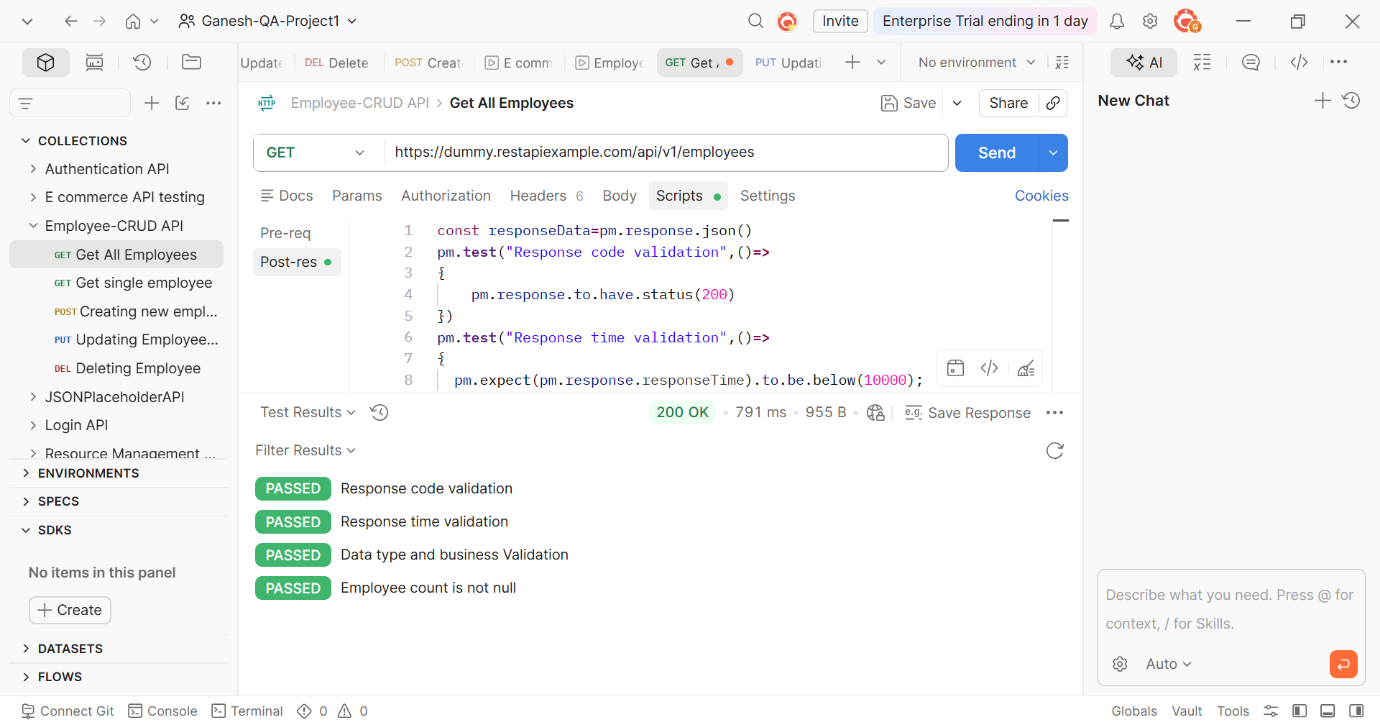 Ganesh-QA-Project1
Invite
Enterprise Trial ending in 1 day
G
Update
DEL Delete
POST Creati
E comm
Employe
GET Get A
PUT Updati
No environment
AI
HTTP
Employee-CRUD API > Get All Employees
Save
Share
New Chat
COLLECTIONS
Authentication API
E commerce API testing
Employee-CRUD API
GET Get All Employees
GET Get single employee
POST Creating new empl...
PUT Updating Employee...
DEL Deleting Employee
JSONPlaceholderAPI
Login API
Resource Management ...
ENVIRONMENTS
SPECS
SDKS
No items in this panel
Create
DATASETS
FLOWS
GET
https://dummy.restapiexample.com/api/v1/employees
Send
Docs
Params
Authorization
Headers 6
Body
Scripts
Settings
Cookies
Pre-req
Post-res
1 const responseData=pm.response.json()
2 pm.test("Response code validation",()=>
3 {
4 pm.response.to.have.status(200)
5 })
6 pm.test("Response time validation",()=>
7 {
8 pm.expect(pm.response.responseTime).to.be.below(10000);
Test Results
200 OK
791 ms
955 B
e.g. Save Response
Filter Results
PASSED Response code validation
PASSED Response time validation
PASSED Data type and business Validation
PASSED Employee count is not null
Describe what you need. Press @ for
context, / for Skills.
Auto
Connect Git
Console
Terminal
0
0
Globals
Vault
Tools